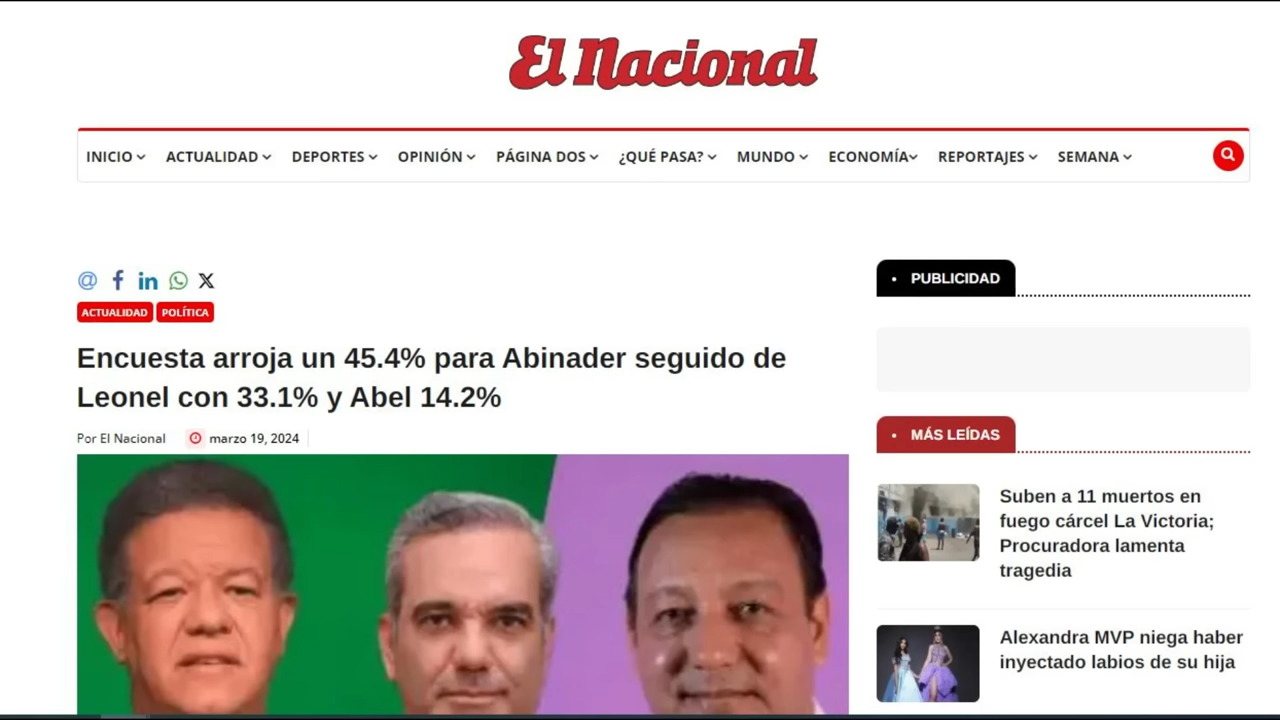 El Nacional
INICIO ACTUALIDAD DEPORTES OPINIÓN PÁGINA DOS ¿QUÉ PASA? MUNDO ECONOMÍA REPORTAJES SEMANA
ACTUALIDAD POLÍTICA
Encuesta arroja un 45.4% para Abinader seguido de
Leonel con 33.1% y Abel 14.2%
Por El Nacional marzo 19, 2024
PUBLICIDAD
MÁS LEÍDAS
Suben a 11 muertos en
fuego cárcel La Victoria;
Procuradora lamenta
tragedia
Alexandra MVP niega haber
inyectado labios de su hija